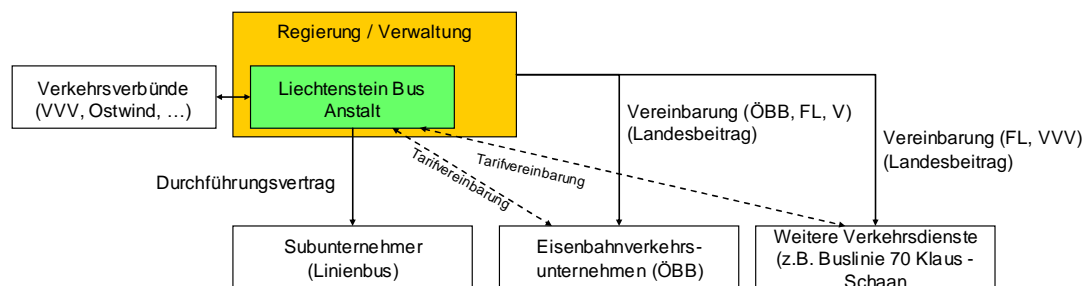 Regierung / Verwaltung
Verkehrsverbünde
(VVV, Ostwind, …)
Liechtenstein Bus
Anstalt
Vereinbarung (ÖBB, FL, V)
(Landesbeitrag)
Vereinbarung (FL, VVV)
(Landesbeitrag)
Tarifvereinbarung
Tarifvereinbarung
Durchführungsvertrag
Subunternehmer
(Linienbus)
Eisenbahnverkehrs-
unternehmen (ÖBB)
Weitere Verkehrsdienste
(z.B. Buslinie 70 Klaus -
Schaan